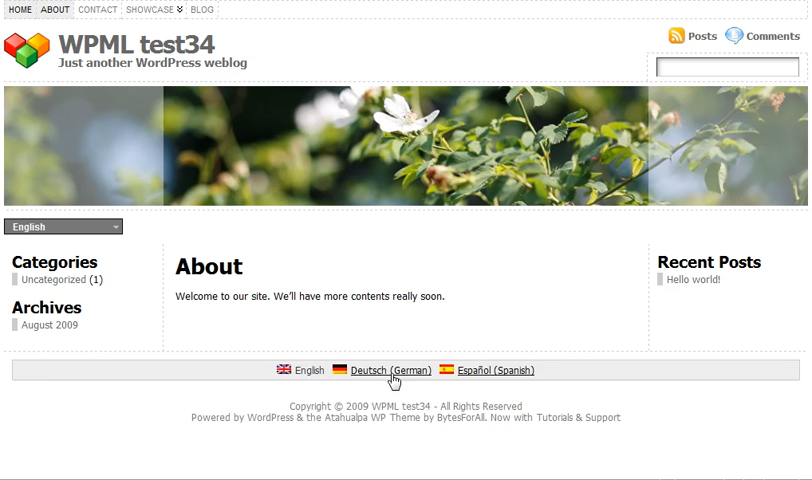 HOME ABOUT CONTACT SHOWCASE BLOG
WPML test34
Just another WordPress weblog
Posts Comments
English
Categories
Uncategorized (1)
Archives
August 2009
About
Welcome to our site. We'll have more contents really soon.
Recent Posts
Hello world!
English Deutsch (German) Español (Spanish)
Copyright © 2009 WPML test34 - All Rights Reserved
Powered by WordPress & the Atahualpa WP Theme by BytesForAll. Now with Tutorials & Support